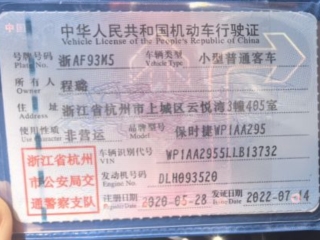 中华人民共和国机动车行驶证
Vehicle License of the People's Republic of China
号牌号码 浙AF93M5 车辆类型 小型普通客车
Plate No. Vehicle Type
所有人 程璐
Owner
住址 浙江省杭州市上城区云悦湾3幢405室
Address
使用性质 非营运 品牌型号 保时捷WP1AA295
Use Character Model
浙江省杭州市公安局交通警察支队
车辆识别代号 WP1AA2955LLB13732
VIN
发动机号码 DLH093520
Engine No.
注册日期 2020-05-28 发证日期 2022-07-14
Register Date Issue Date